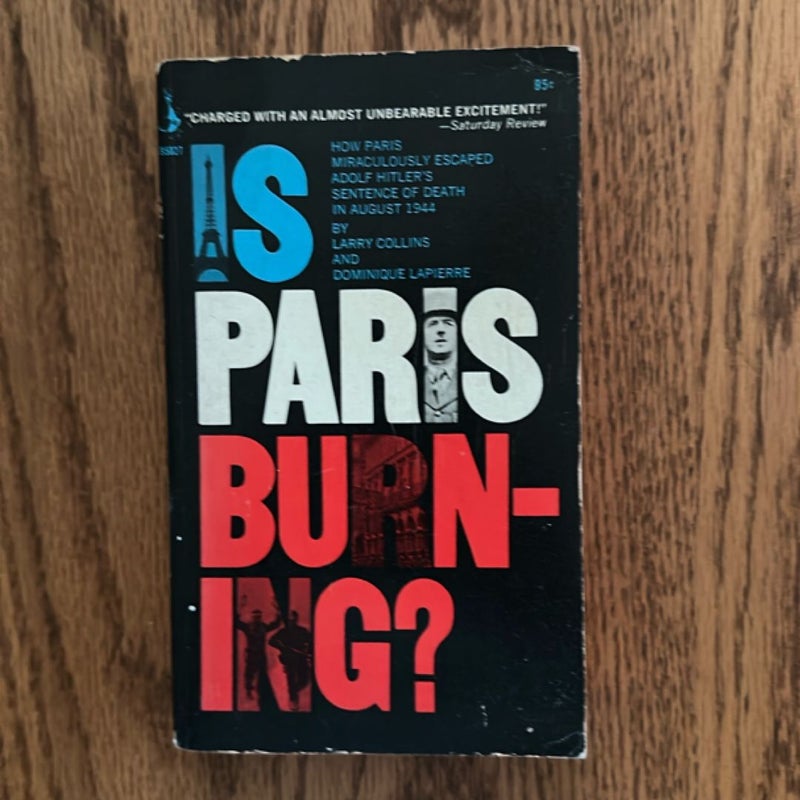 95¢
"CHARGED WITH AN ALMOST UNBEARABLE EXCITEMENT!"
—Saturday Review
HOW PARIS
MIRACULOUSLY ESCAPED
ADOLF HITLER'S
SENTENCE OF DEATH
IN AUGUST 1944
BY
LARRY COLLINS
AND
DOMINIQUE LAPIERRE
IS
PARIS
BURN-
ING?